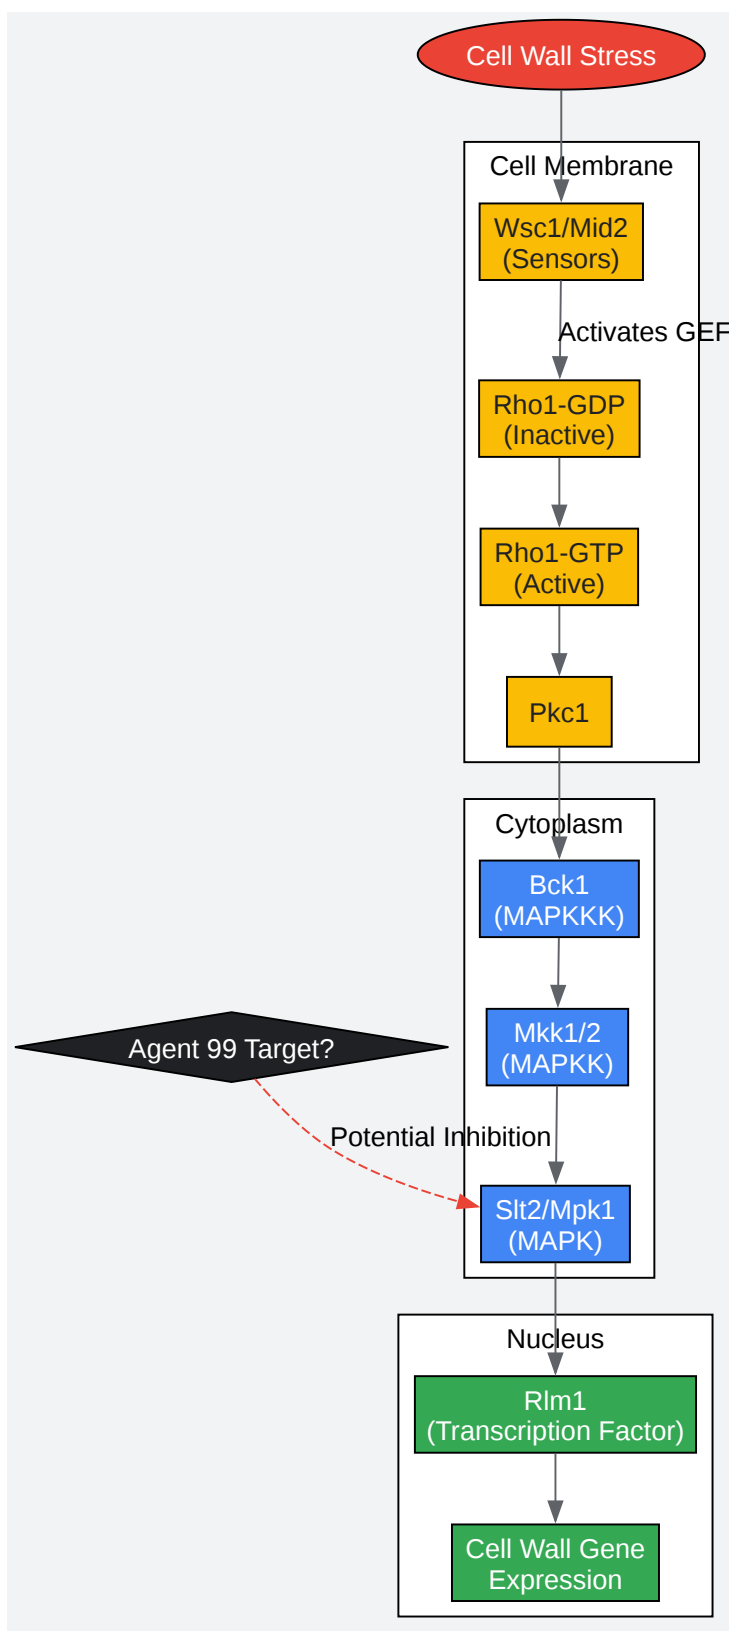 Cell Wall Stress
Cell Membrane
Wsc1/Mid2
(Sensors)
Activates GEF
Rho1-GDP
(Inactive)
Rho1-GTP
(Active)
Pkc1
Cytoplasm
Bck1
(MAPKKK)
Mkk1/2
(MAPKK)
Agent 99 Target?
Potential Inhibition
Slt2/Mpk1
(MAPK)
Nucleus
Rlm1
(Transcription Factor)
Cell Wall Gene
Expression